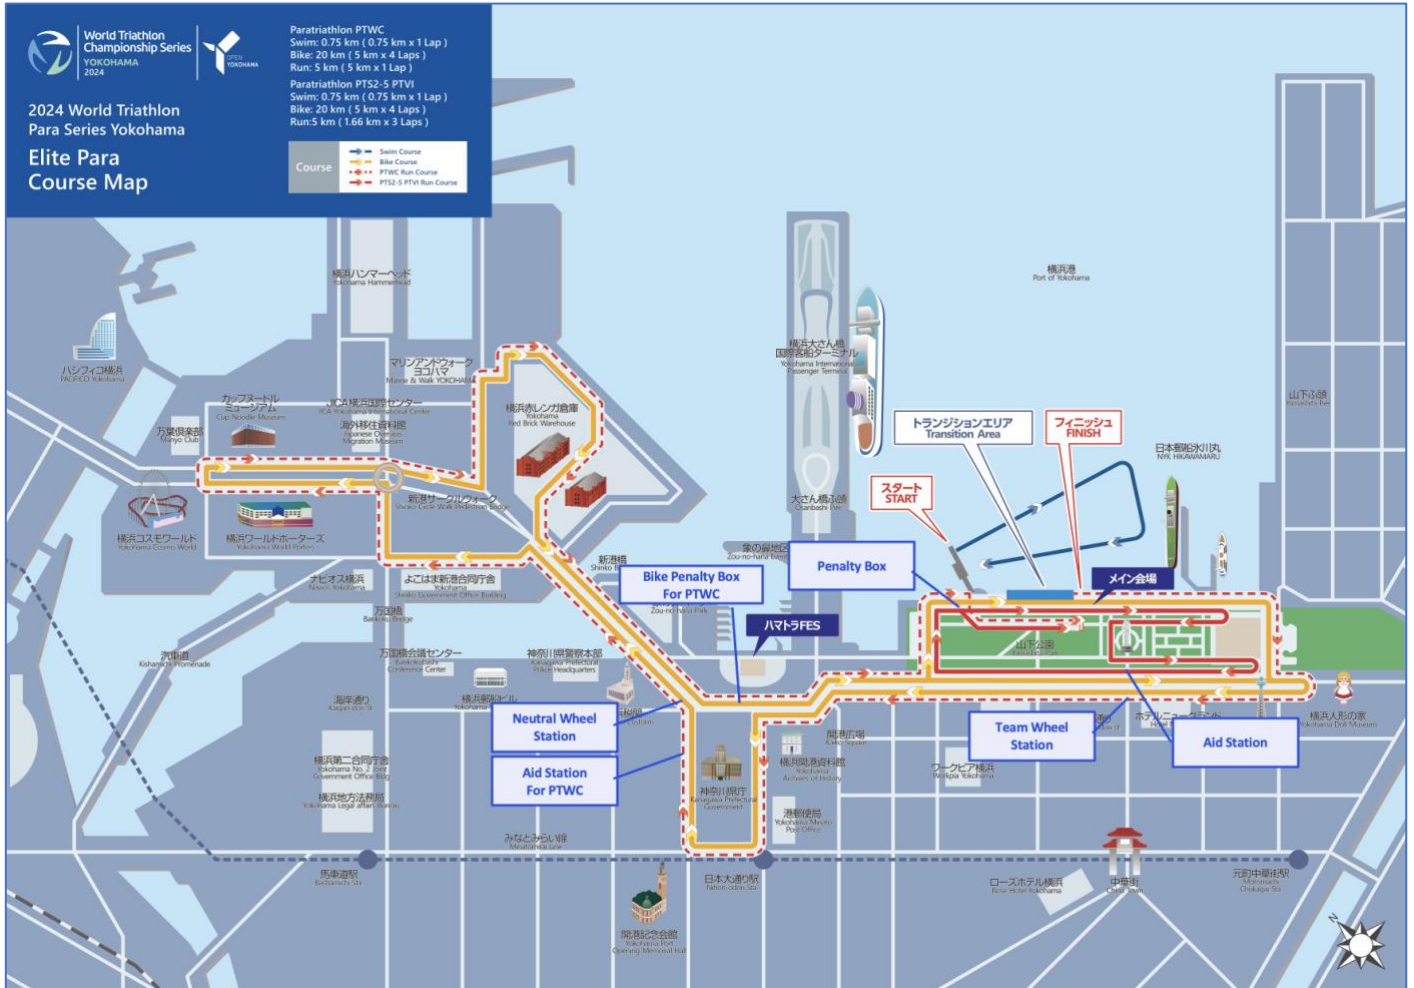 World Triathlon
Championship Series
YOKOHAMA
2024
OPEN
YOKOHAMA
2024 World Triathlon
Para Series Yokohama
Elite Para
Course Map
Paratriathlon PTWC
Swim: 0.75 km ( 0.75 km x 1 Lap )
Bike: 20 km ( 5 km x 4 Laps )
Run: 5 km ( 5 km x 1 Lap )
Paratriathlon PTS2-5 PTVI
Swim: 0.75 km ( 0.75 km x 1 Lap )
Bike: 20 km ( 5 km x 4 Laps )
Run:5 km ( 1.66 km x 3 Laps )
Course
Swim Course
Bike Course
PTWC Run Course
PTS2-5 PTVI Run Course
横浜ハンマーヘッド
Yokohama Hammerhead
横浜港
Port of Yokohama
パシフィコ横浜
PACIFICO Yokohama
マリンアンドウォーク
ヨコハマ
Marine & Walk YOKOHAMA
横浜大さん橋
国際客船ターミナル
Yokohama International
Passenger Terminal
山下ふ頭
Yamashita Pier
カップヌードル
ミュージアム
Cup Noodle Museum
JICA横浜国際センター
JICA Yokohama International Center
海外移住資料館
Japanese Overseas
Migration Museum
横浜赤レンガ倉庫
Yokohama
Red Brick Warehouse
万葉倶楽部
Manyo Club
トランジションエリア
Transition Area
フィニッシュ
FINISH
日本郵船氷川丸
NYK HIKAWAMARU
スタート
START
大さん橋ふ頭
Osanbashi Pier
新港サークルウォーク
Shinko Circle Walk Pedestrian Bridge
横浜コスモワールド
Yokohama Cosmo World
横浜ワールドポーターズ
Yokohama World Porters
象の鼻地区
新港橋
Bike Penalty Box
For PTWC
Penalty Box
メイン会場
ナビオス横浜
Navios Yokohama
よこはま新港合同庁舎
Yokohama
Shinko Government Office Building
Zou-no-hana Park
万国橋
Bankoku Bridge
ハマトラFES
山下公園
汽車道
Kishamichi Promenade
万国橋会議センター
Bankokubashi
Conference Center
神奈川県警察本部
Kanagawa Prefectural
Police Headquarters
海岸通り
横浜郵船ビル
Neutral Wheel
Station
Team Wheel
Station
Aid Station
ホテルニューグランド
横浜人形の家
Yokohama Doll Museum
開港広場
横浜第二合同庁舎
Yokohama No. 2 Joint
Government Office Bldg
Aid Station
For PTWC
神奈川県庁
Kanagawa Prefectural
Government
横浜開港資料館
Yokohama
Archives of History
ワークピア横浜
Workpia Yokohama
横浜地方法務局
Yokohama Legal affairs Bureau
港郵便局
Yokohama Minato
Post Office
みなとみらい線
Minatomirai Line
馬車道駅
Bashamichi Sta
日本大通り駅
Nihon-odori Sta
ローズホテル横浜
Rose Hotel Yokohama
中華街
China Town
元町中華街駅
Motomachi
Chukagai Sta
開港記念会館
Yokohama Port
Opening Memorial Hall
N